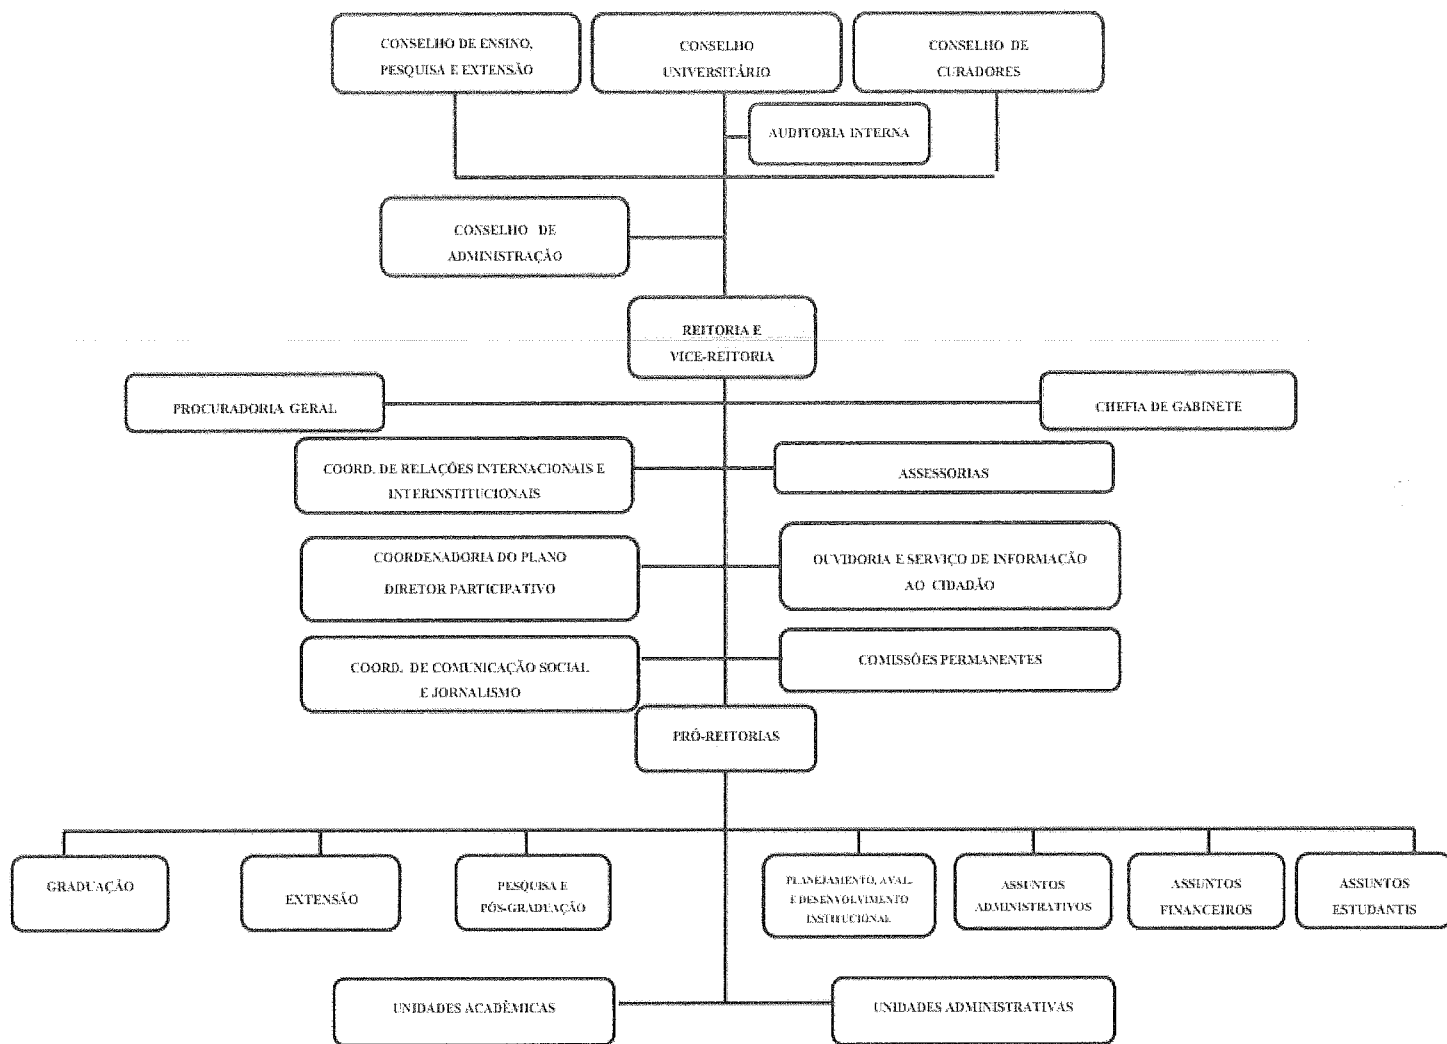 CONSELHO DE ENSINO,
PESQUISA E EXTENSÃO
CONSELHO
UNIVERSITÁRIO
CONSELHO DE
CURADORES
AUDITORIA INTERNA
CONSELHO DE
ADMINISTRAÇÃO
REITORIA E
VICE-REITORIA
PROCURADORIA GERAL
CHEFIA DE GABINETE
COORD. DE RELAÇÕES INTERNACIONAIS E
INTERINSTITUCIONAIS
ASSESSORIAS
COORDENADORIA DO PLANO
DIRETOR PARTICIPATIVO
OUVIDORIA E SERVIÇO DE INFORMAÇÃO
AO CIDADÃO
COORD. DE COMUNICAÇÃO SOCIAL
E JORNALISMO
COMISSÕES PERMANENTES
PRÓ-REITORIAS
GRADUAÇÃO
EXTENSÃO
PESQUISA E
PÓS-GRADUAÇÃO
PLANEJAMENTO, AVAL.
E DESENVOLVIMENTO
INSTITUCIONAL
ASSUNTOS
ADMINISTRATIVOS
ASSUNTOS
FINANCEIROS
ASSUNTOS
ESTUDANTIS
UNIDADES ACADÊMICAS
UNIDADES ADMINISTRATIVAS